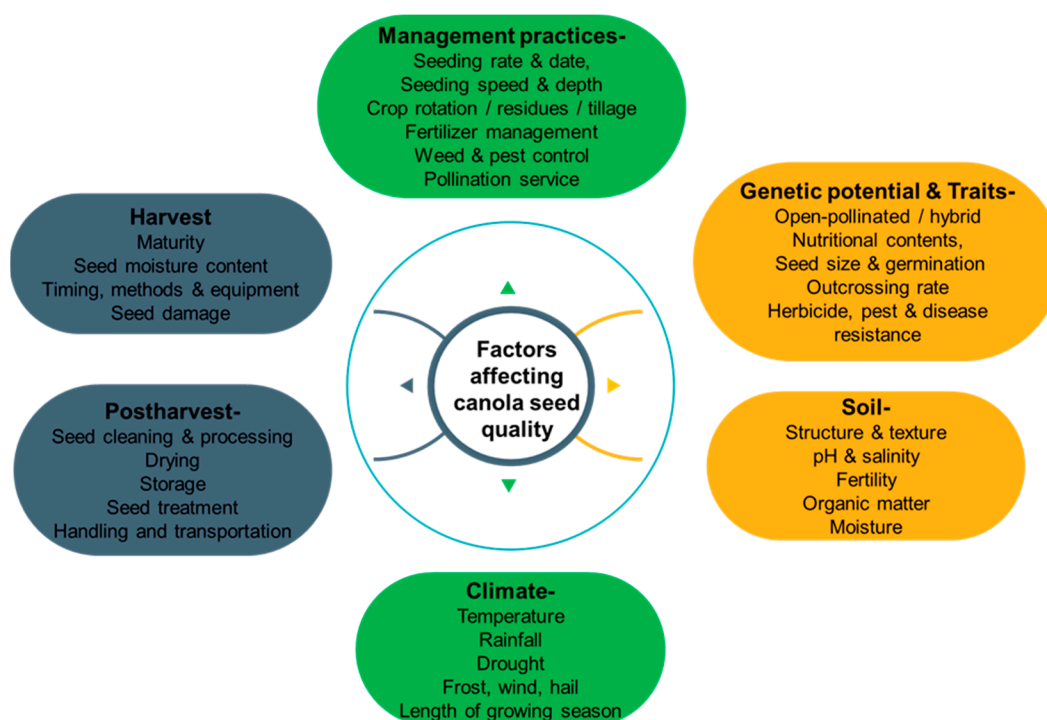 Management practices-
Seeding rate & date,
Seeding speed & depth
Crop rotation / residues / tillage
Fertilizer management
Weed & pest control
Pollination service
Genetic potential & Traits-
Open-pollinated / hybrid
Nutritional contents,
Seed size & germination
Outcrossing rate
Herbicide, pest & disease
resistance
Harvest
Maturity
Seed moisture content
Timing, methods & equipment
Seed damage
Factors
affecting
canola seed
quality
Postharvest-
Seed cleaning & processing
Drying
Storage
Seed treatment
Handling and transportation
Soil-
Structure & texture
pH & salinity
Fertility
Organic matter
Moisture
Climate-
Temperature
Rainfall
Drought
Frost, wind, hail
Length of growing season